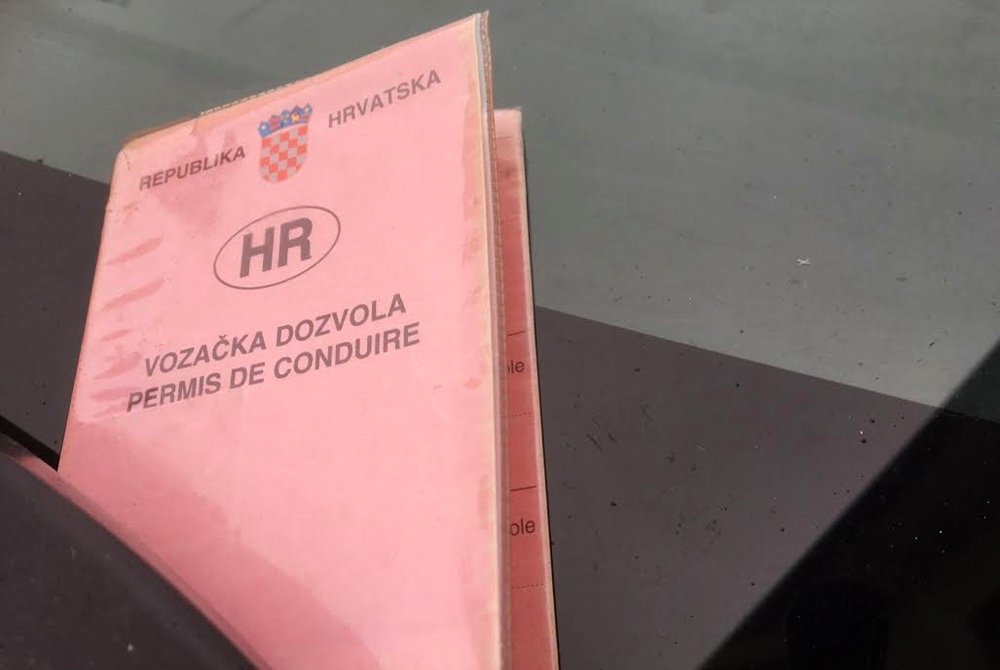 REPUBLIKA HRVATSKA
HR
VOZAČKA DOZVOLA
PERMIS DE CONDUIRE